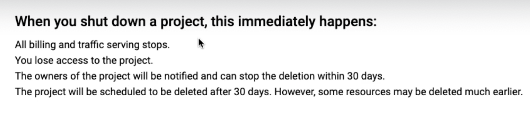 When you shut down a project, this immediately happens:
All billing and traffic serving stops.
You lose access to the project.
The owners of the project will be notified and can stop the deletion within 30 days.
The project will be scheduled to be deleted after 30 days. However, some resources may be deleted much earlier.